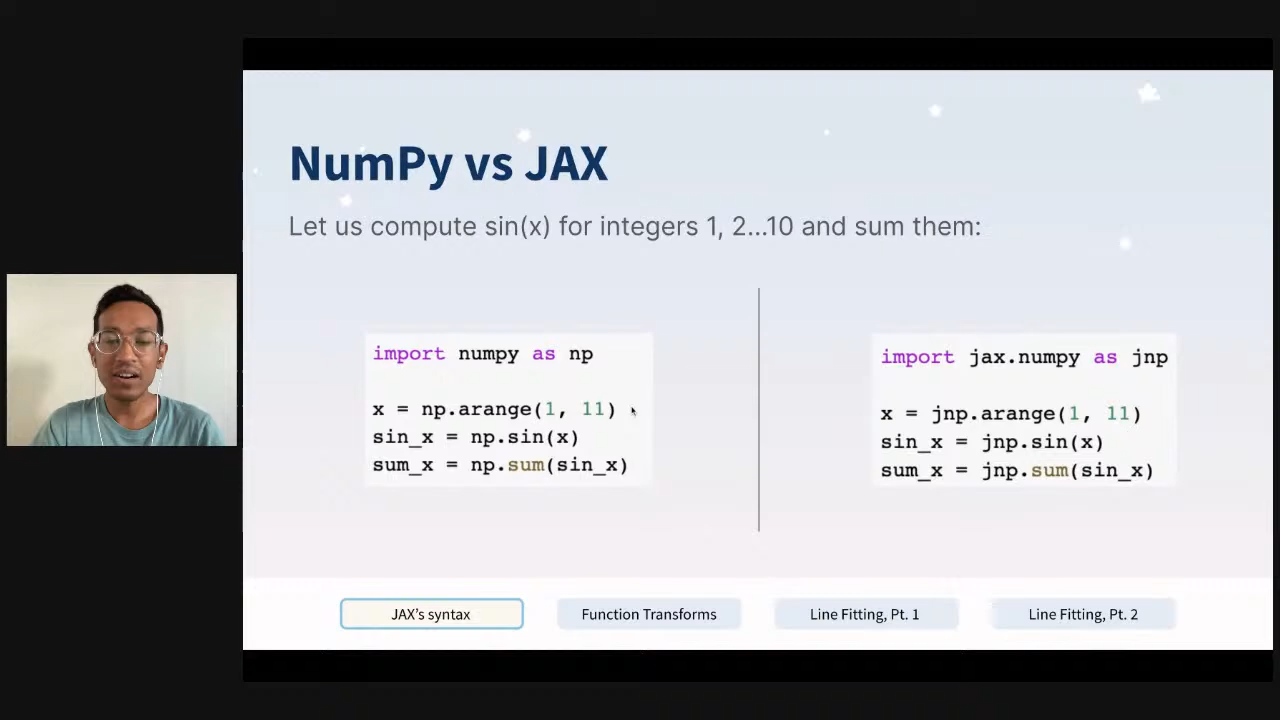 NumPy vs JAX
Let us compute sin(x) for integers 1, 2...10 and sum them:
import numpy as np
x = np.arange(1, 11)
sin_x = np.sin(x)
sum_x = np.sum(sin_x)
import jax.numpy as jnp
x = jnp.arange(1, 11)
sin_x = jnp.sin(x)
sum_x = jnp.sum(sin_x)
JAX's syntax
Function Transforms
Line Fitting, Pt. 1
Line Fitting, Pt. 2